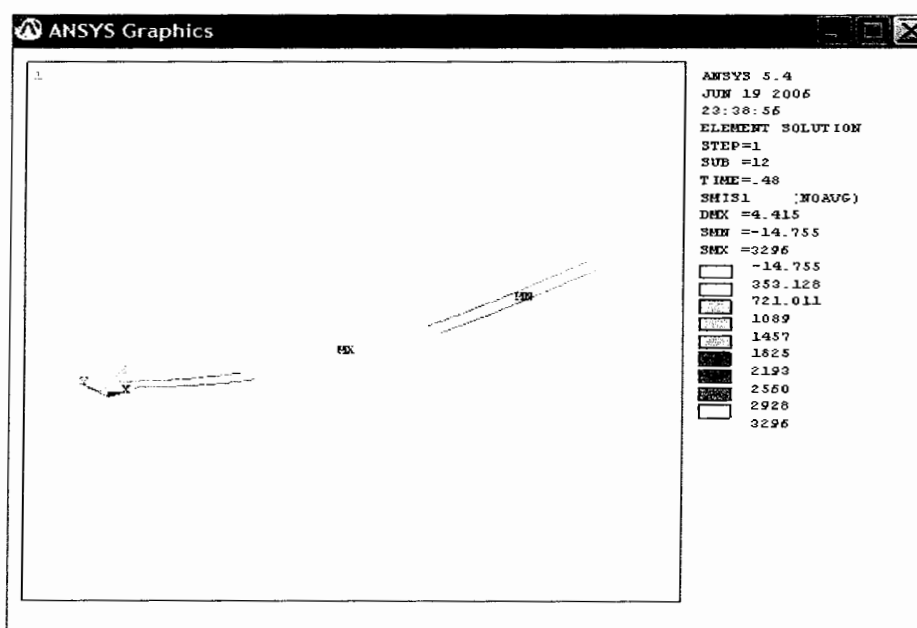 ANSYS Graphics
1
ANSYS 5.4
JUN 19 2006
23:38:56
ELEMENT SOLUTION
STEP=1
SUB =12
TIME=.48
SMIS1 (NOAVG)
DMX =4.415
SMN =-14.755
SMX =3296
-14.755
353.128
721.011
1089
1457
1825
2193
2560
2928
3296
MN
MX
X